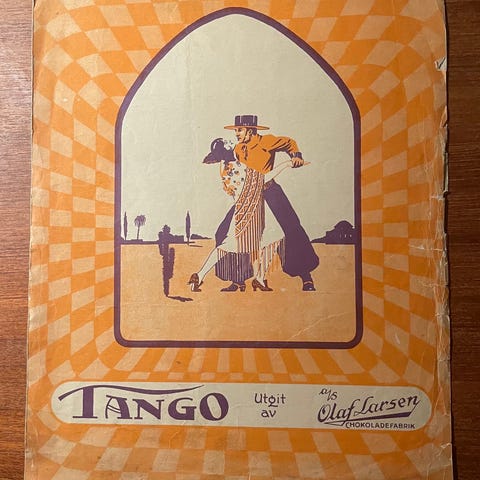 TANGO
Utgit
av
A/S
Olaf Larsen
CHOKOLADEFABRIK